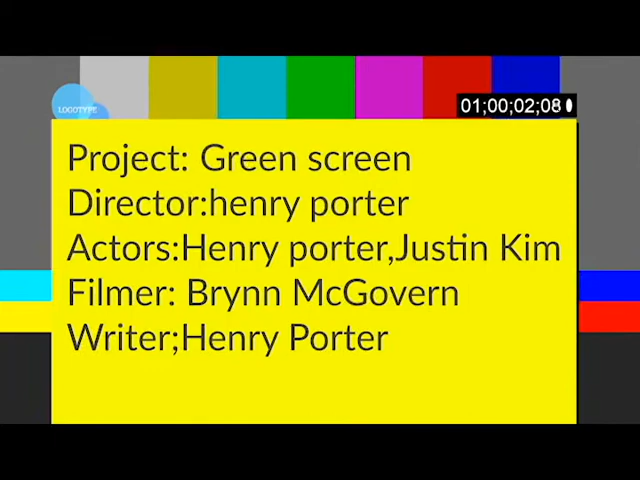 LOGOTYPE
01;00;02;08
Project: Green screen
Director:henry porter
Actors:Henry porter,Justin Kim
Filmer: Brynn McGovern
Writer;Henry Porter